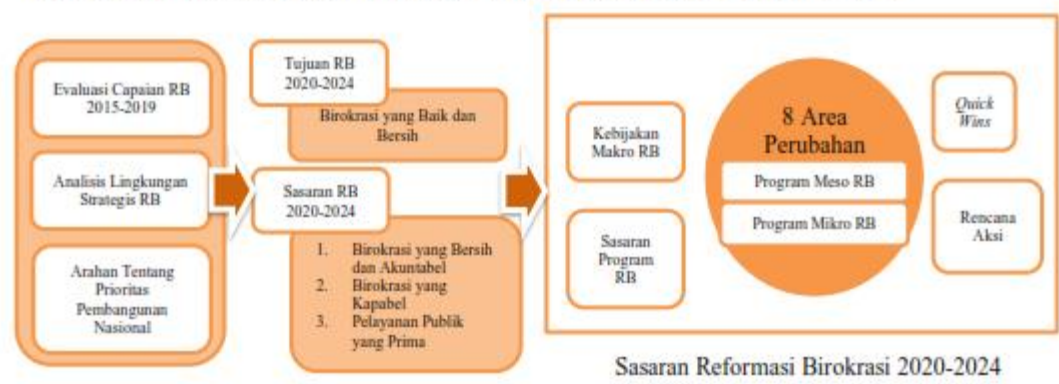 Evaluasi Capaian RB
2015-2019
Analisis Lingkungan
Strategis RB
Arahan Tentang
Prioritas
Pembangunan
Nasional
Tujuan RB
2020-2024
Birokrasi yang Baik dan
Bersih
Sasaran RB
2020-2024
1. Birokrasi yang Bersih
dan Akuntabel
2. Birokrasi yang
Kapabel
3. Pelayanan Publik
yang Prima
Kebijakan
Makro RB
Sasaran
Program
RB
8 Area
Perubahan
Program Meso RB
Program Mikro RB
Quick
Wins
Rencana
Aksi
Sasaran Reformasi Birokrasi 2020-2024